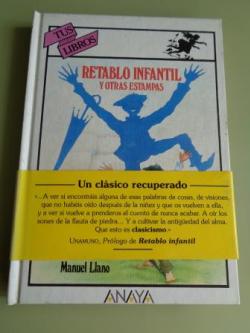 TUS
LIBROS
RETABLO INFANTIL
Y OTRAS ESTAMPAS
Un clásico recuperado
«...A ver si encontráis alguna de esas palabras de cosas, de visiones,
que no habéis oído después de la niñez y que os vuelven a ella,
y a ver si vuelve a prenderos al cuento de nunca acabar. A oír los
sones de la flauta de piedra... Y a cultivar la antigüedad del alma.
Que esto es clasicismo.»
UNAMUNO, Prólogo de Retablo infantil
Manuel Llano
ANAYA